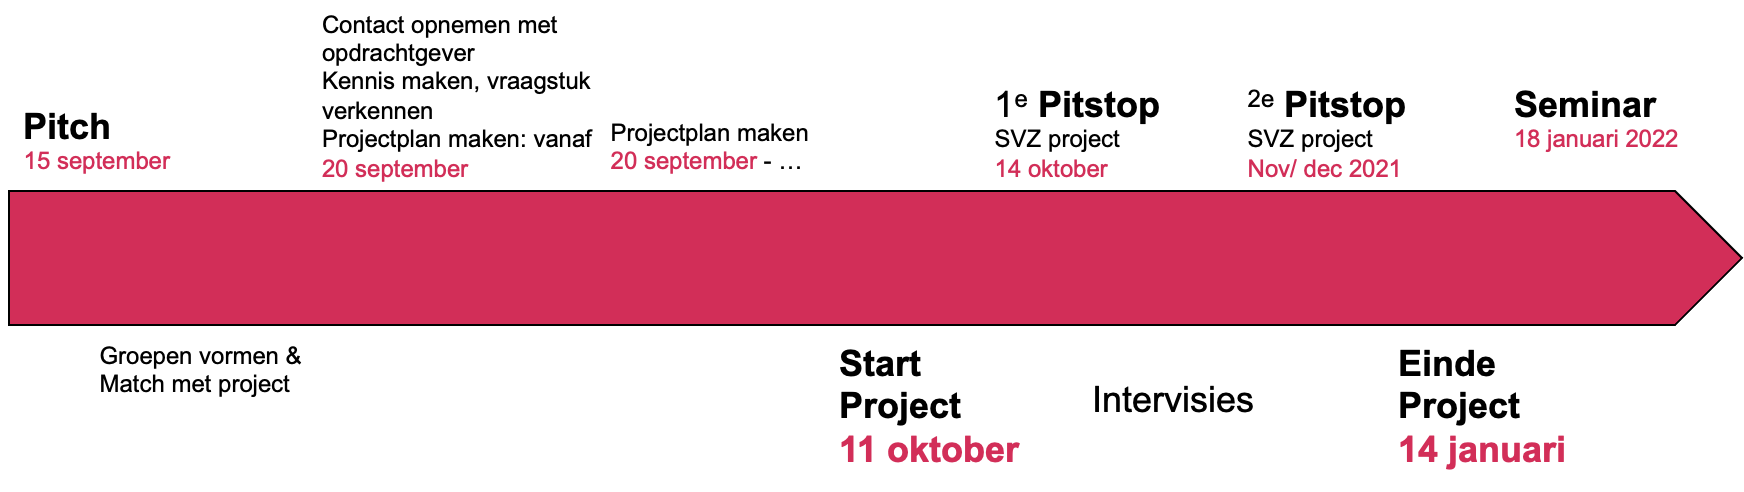 Pitch
15 september
Contact opnemen met
opdrachtgever
Kennis maken, vraagstuk
verkennen
Projectplan maken: vanaf
20 september
Projectplan maken
20 september - …
1e Pitstop
SVZ project
14 oktober
2e Pitstop
SVZ project
Nov/ dec 2021
Seminar
18 januari 2022
Groepen vormen &
Match met project
Start
Project
11 oktober
Intervisies
Einde
Project
14 januari